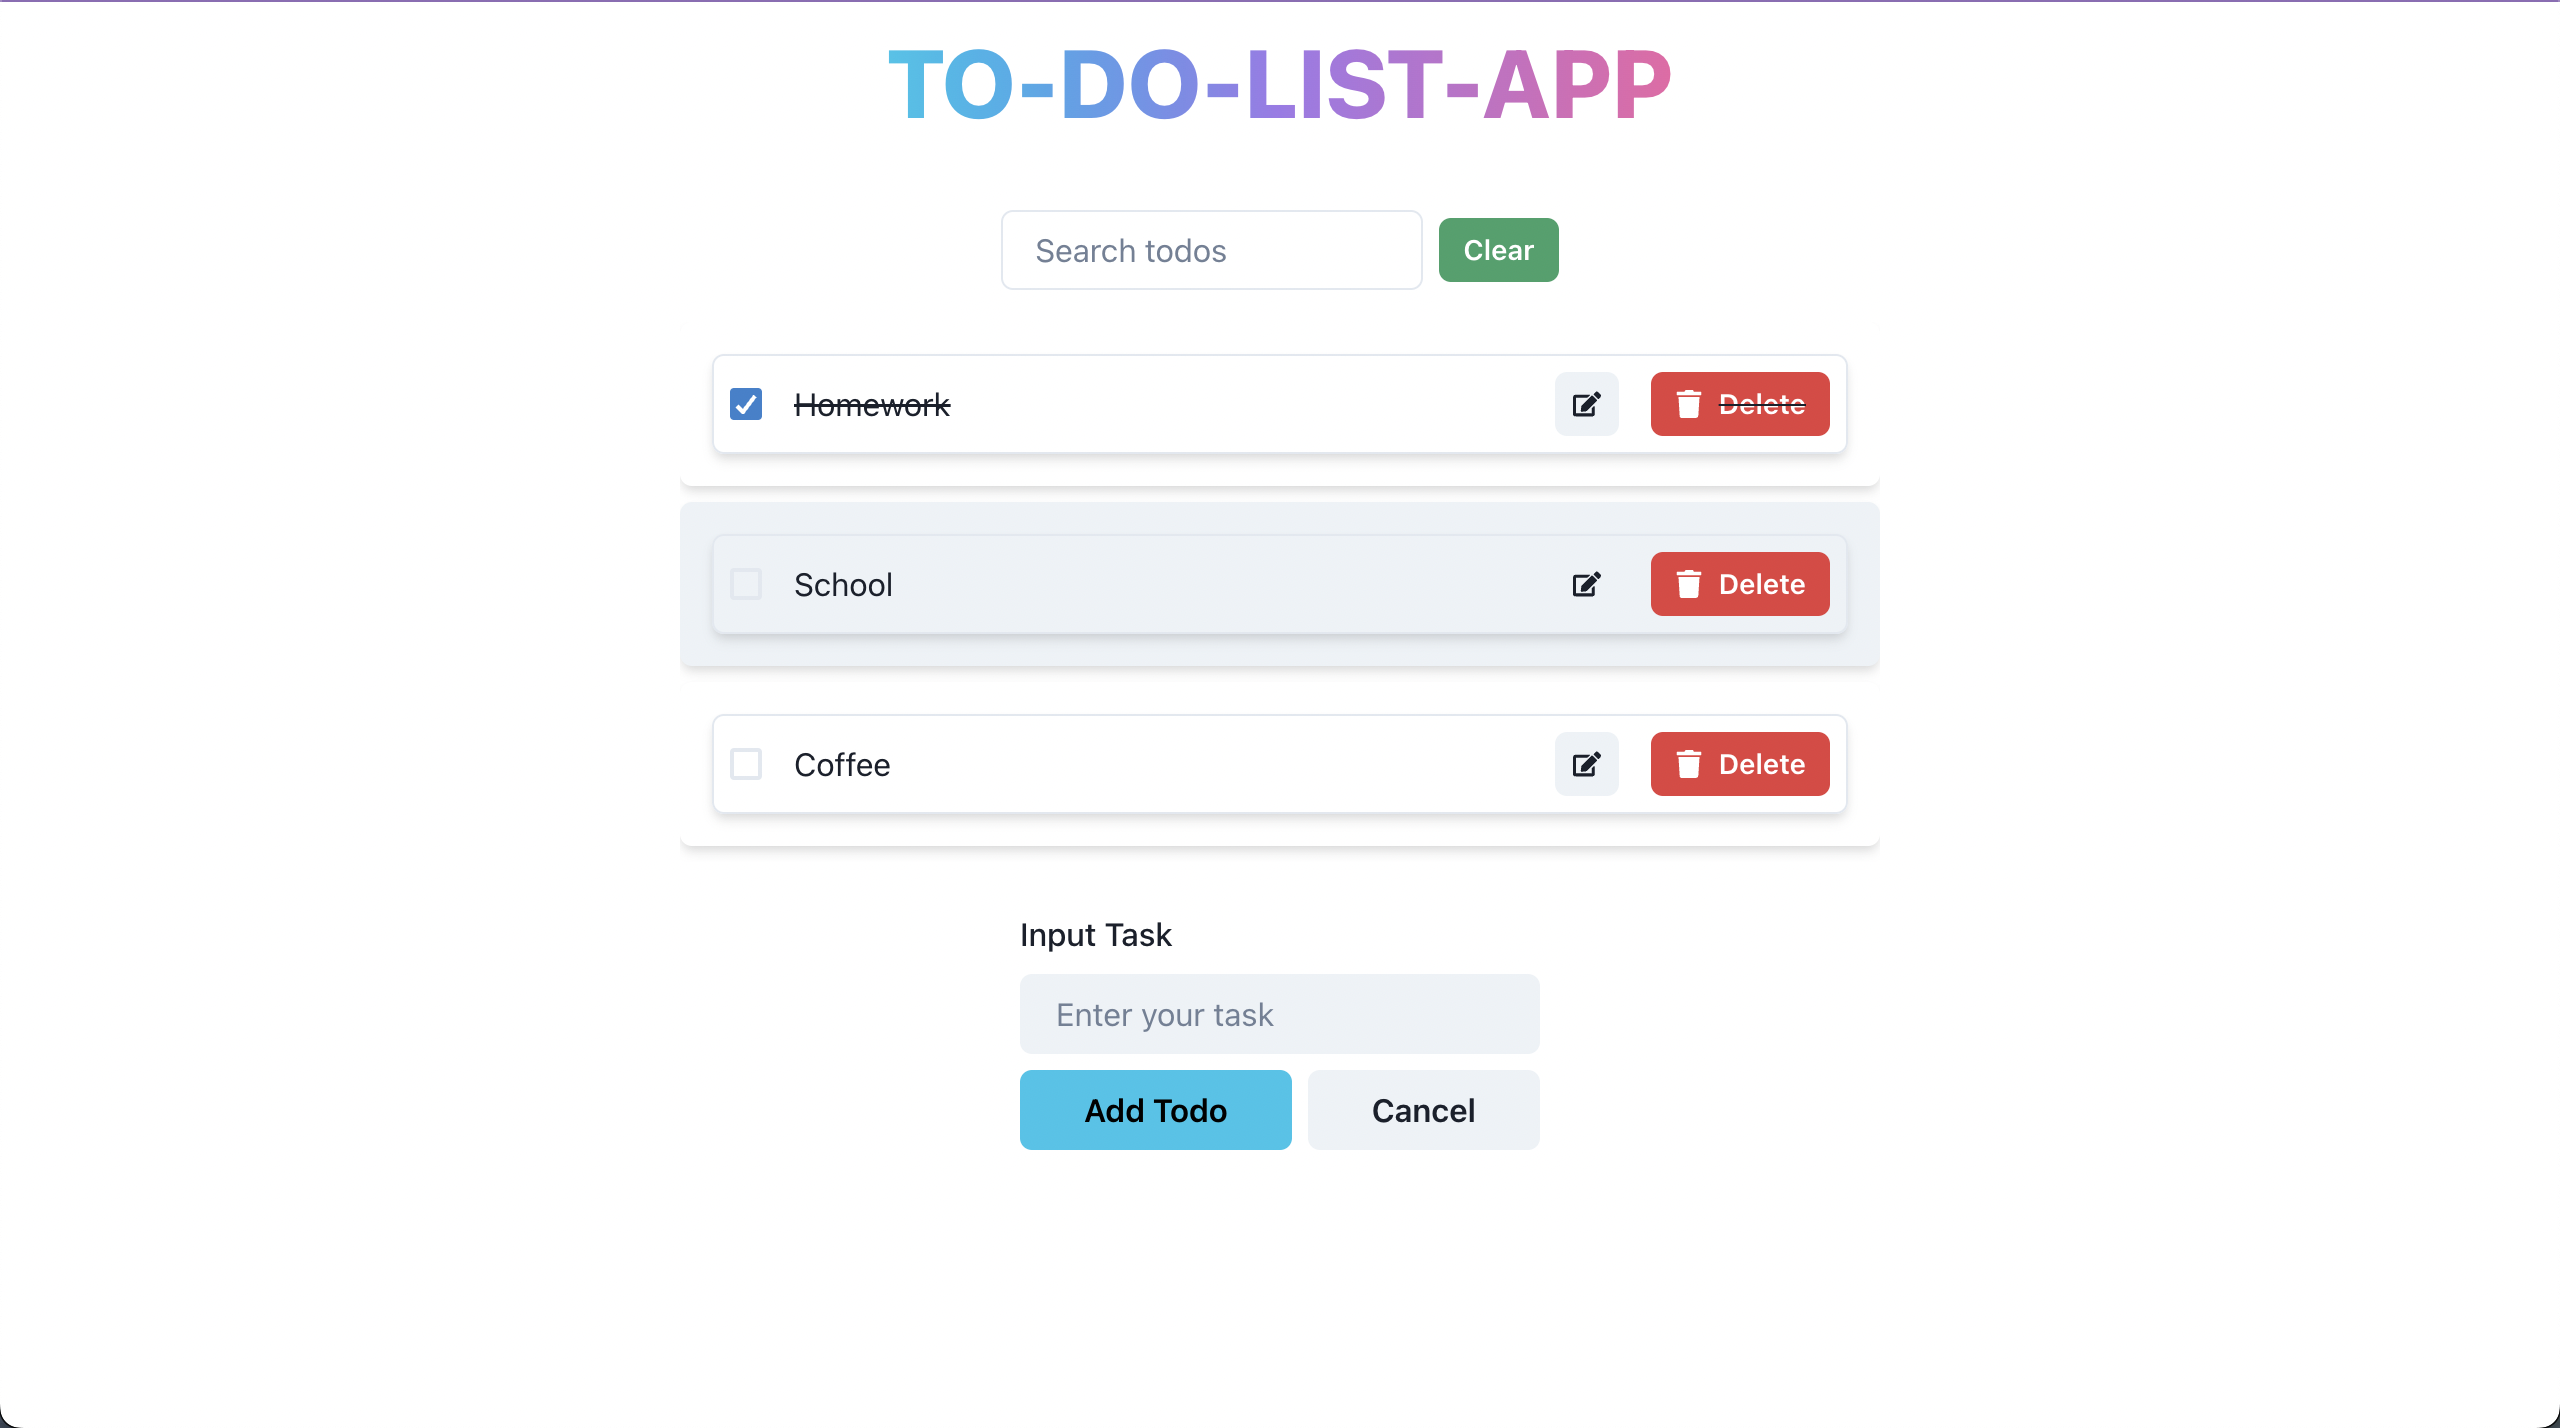 TO-DO-LIST-APP
Search todos
Clear
Homework
Delete
School
Delete
Coffee
Delete
Input Task
Enter your task
Add Todo
Cancel